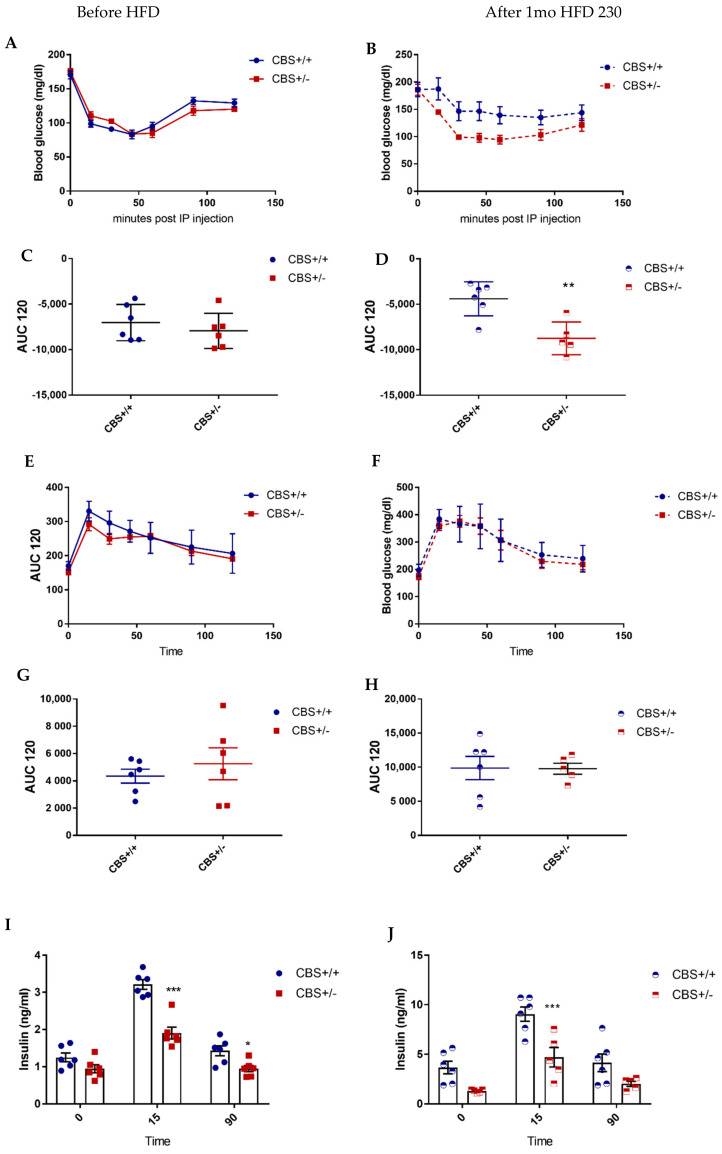 Before HFD
After 1mo HFD 230
A
200
150
100
50
0
Blood glucose (mg/dl)
0
50
100
150
minutes post IP injection
CBS+/+
CBS+/-
B
250
200
150
100
50
0
blood glucose (mg/dl)
0
50
100
150
minutes post IP injection
CBS+/+
CBS+/-
C
0
-5,000
-10,000
-15,000
AUC 120
CBS+/+
CBS+/-
CBS+/+
CBS+/-
D
0
-5,000
-10,000
-15,000
AUC 120
**
CBS+/+
CBS+/-
CBS+/+
CBS+/-
E
400
300
200
100
0
AUC 120
0
50
100
150
Time
CBS+/+
CBS+/-
F
500
400
300
200
100
0
Blood glucose (mg/dl)
0
50
100
150
Time
CBS+/+
CBS+/-
G
10,000
8,000
6 000
4 000
2 000
0
AUC 120
CBS+/+
CBS+/-
CBS+/+
CBS+/-
H
20,000
15,000
10,000
5 000
0
AUC 120
CBS+/+
CBS+/-
CBS+/+
CBS+/-
I
4
3
2
1
0
Insulin (ng/ml)
***
*
0
15
90
Time
CBS+/+
CBS+/-
J
15
10
5
0
Insulin (ng/ml)
***
0
15
90
Time
CBS+/+
CBS+/-